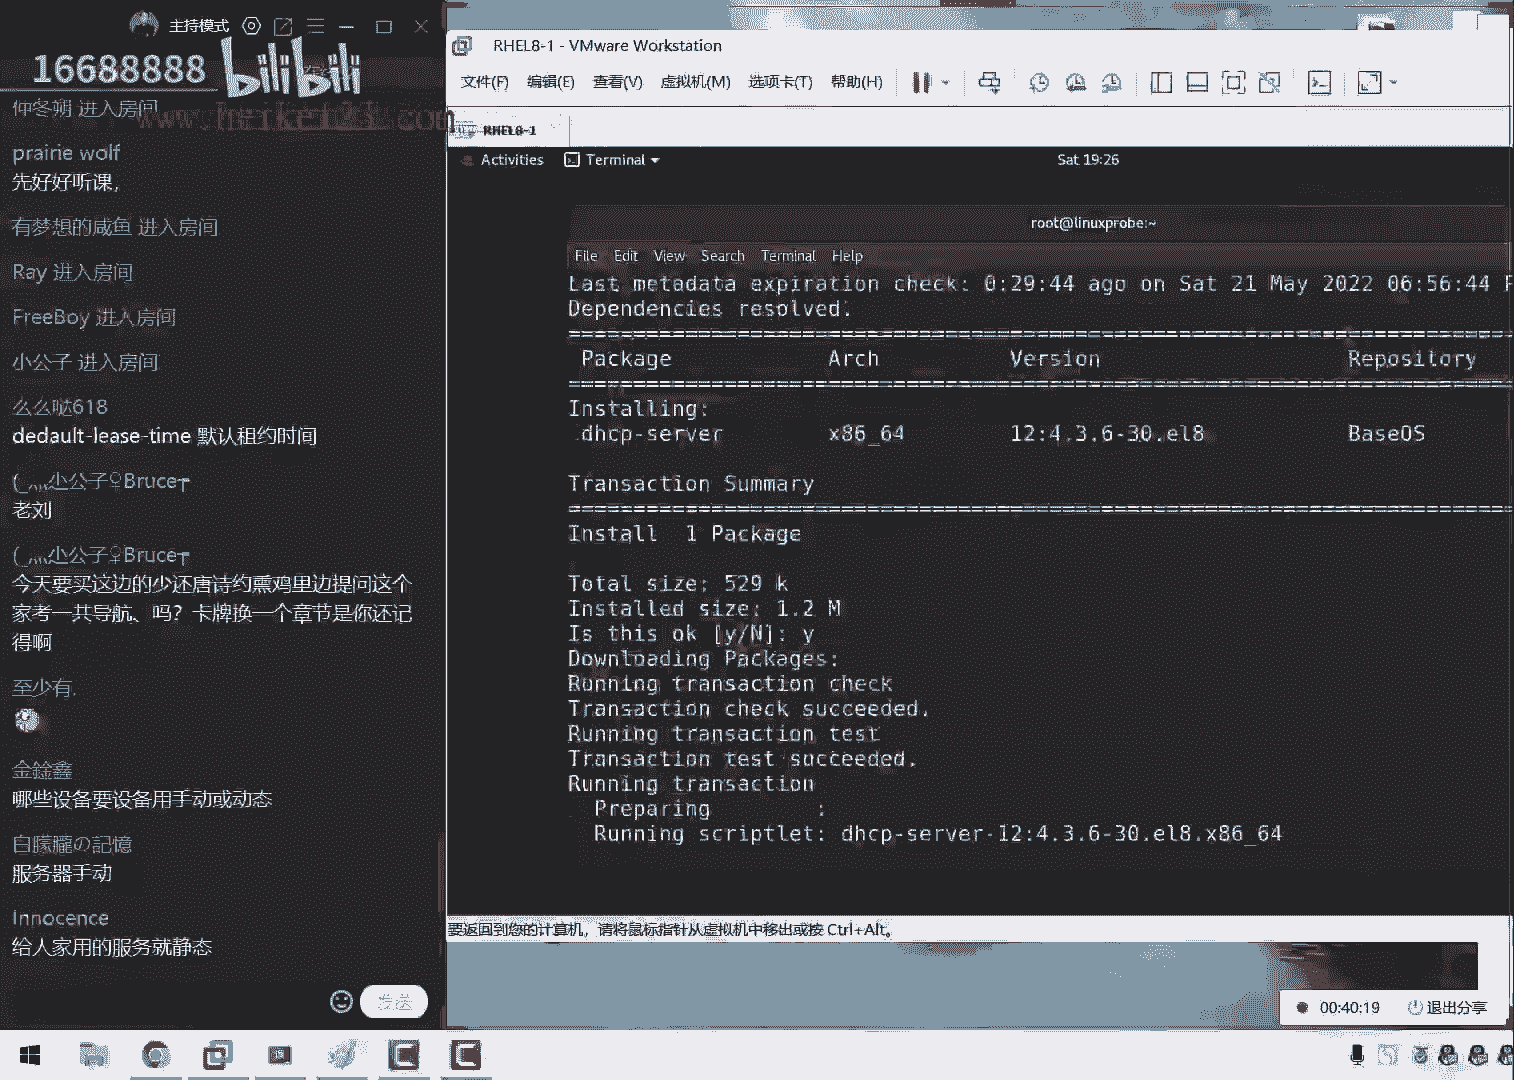 主持模式
16688888
bilibili
仲冬朔 进入房间
prairie wolf
先好好听课，
有梦想的咸鱼 进入房间
Ray 进入房间
FreeBoy 进入房间
小公子 进入房间
么么哒618
dedault-lease-time 默认租约时间
尛公子♀Bruce┭
老刘
尛公子♀Bruce┭
今天要买这边的少还唐诗约熏鸡里边提问这个
家考一共导航、吗？卡牌换一个章节是你还记
得啊
至少有.
金鍂鑫
哪些设备要设备用手动或动态
白朦朧の記憶
服务器手动
Innocence
给人家用的服务就静态
发送
RHEL8-1 - VMware Workstation
文件(F) 编辑(E) 查看(V) 虚拟机(M) 选项卡(T) 帮助(H)
RHEL8-1
Activities Terminal Sat 19:26
root@linuxprobe:~
File Edit View Search Terminal Help
Last metadata expiration check: 0:29:44 ago on Sat 21 May 2022 06:56:44
Dependencies resolved.
Package Arch Version Repository
Installing:
dhcp-server x86_64 12:4.3.6-30.el8 BaseOS
Transaction Summary
Install 1 Package
Total size: 529 k
Installed size: 1.2 M
Is this ok [y/N]: y
Downloading Packages:
Running transaction check
Transaction check succeeded.
Running transaction test
Transaction test succeeded.
Running transaction
Preparing :
Running scriptlet: dhcp-server-12:4.3.6-30.el8.x86_64
要返回到您的计算机，请将鼠标指针从虚拟机中移出或按 Ctrl+Alt。
00:40:19 退出分享